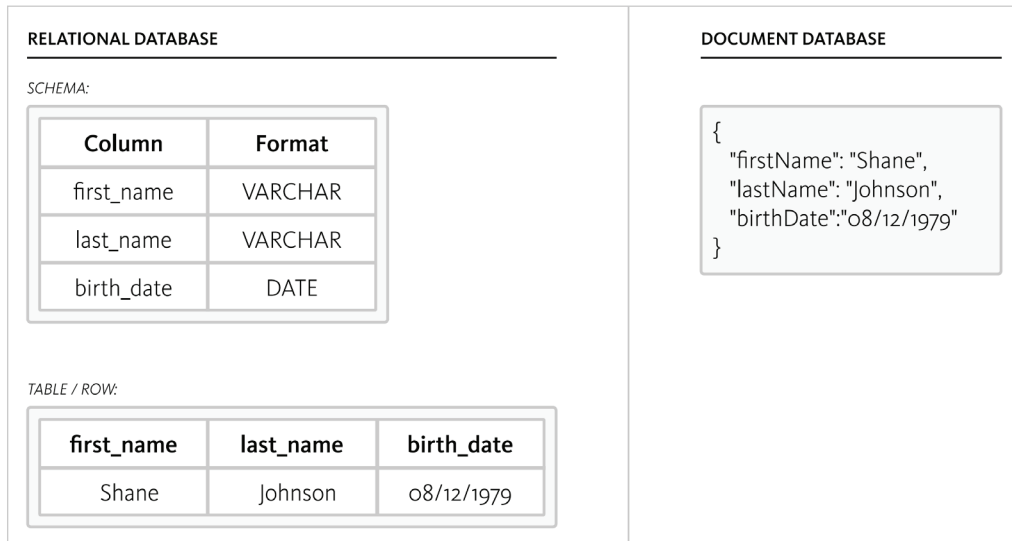 RELATIONAL DATABASE
SCHEMA:
Column Format
first_name VARCHAR
last_name VARCHAR
birth_date DATE
TABLE / ROW:
first_name last_name birth_date
Shane Johnson 08/12/1979
DOCUMENT DATABASE
{
"firstName": "Shane",
"lastName": "Johnson",
"birthDate":"08/12/1979"
}